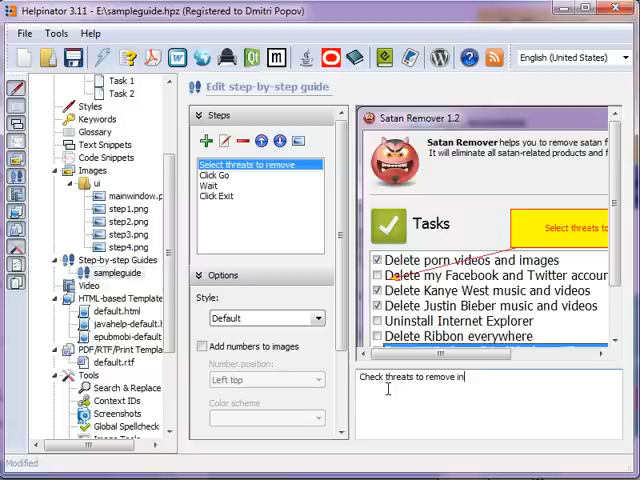 Helpinator 3.11 - E:\sampleguide.hpz (Registered to Dmitri Popov)
File Tools Help
English (United States)
Task 1
Task 2
Styles
Keywords
Glossary
Text Snippets
Code Snippets
Images
ui
mainwindow.p
step1.png
step2.png
step3.png
step4.png
Step-by-step Guides
sampleguide
Video
HTML-based Template
default.html
javahelp-default.
epubmobi-default
PDF/RTF/Print Templa
default.rtf
Tools
Search & Replace
Context IDs
Screenshots
Global Spellcheck
Edit step-by-step guide
Steps
Select threats to remove
Click Go
Wait
Click Exit
Options
Style:
Default
Add numbers to images
Number position:
Left top
Color scheme
Satan Remover 1.2
Satan Remover helps you to remove satan f
It will eliminate all satan-related products and f
Tasks
Select threats to
Delete porn videos and images
Delete my Facebook and Twitter accour
Delete Kanye West music and videos
Delete Justin Bieber music and videos
Uninstall Internet Explorer
Delete Ribbon everywhere
Check threats to remove in
Modified